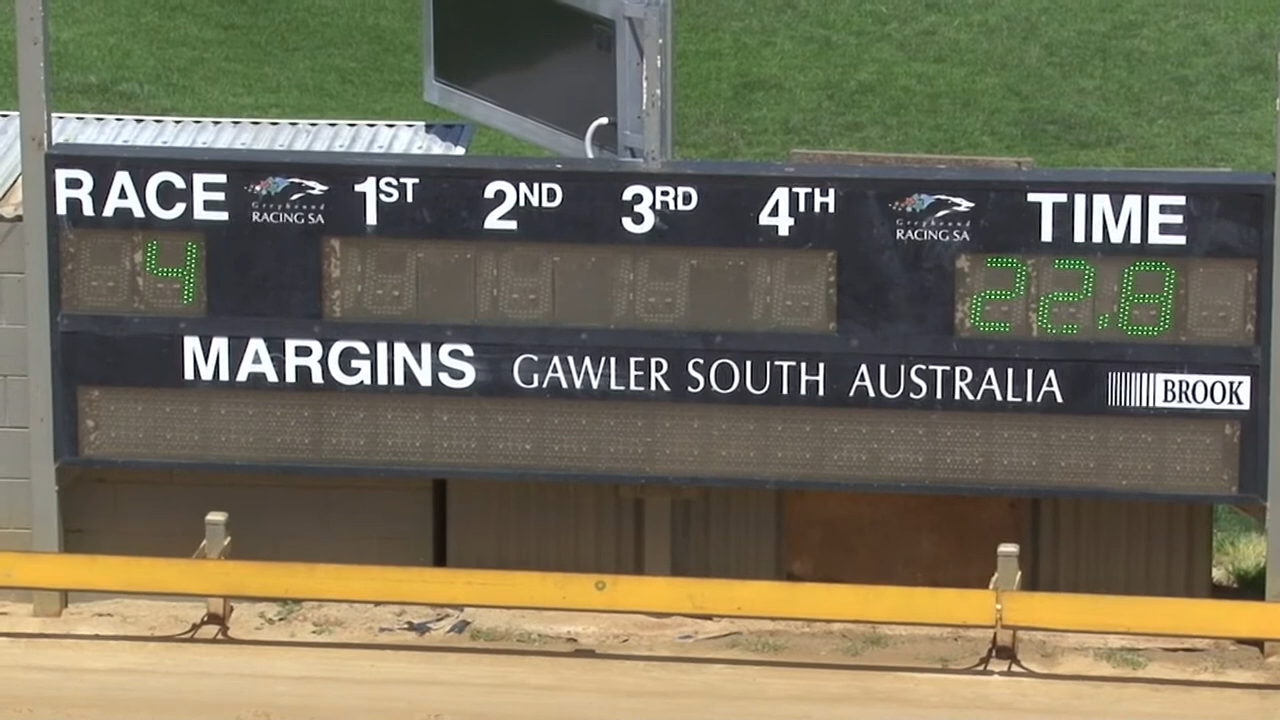 RACE Greyhound RACING SA 1ST 2ND 3RD 4TH Greyhound RACING SA TIME
4 22.8
MARGINS GAWLER SOUTH AUSTRALIA BROOK